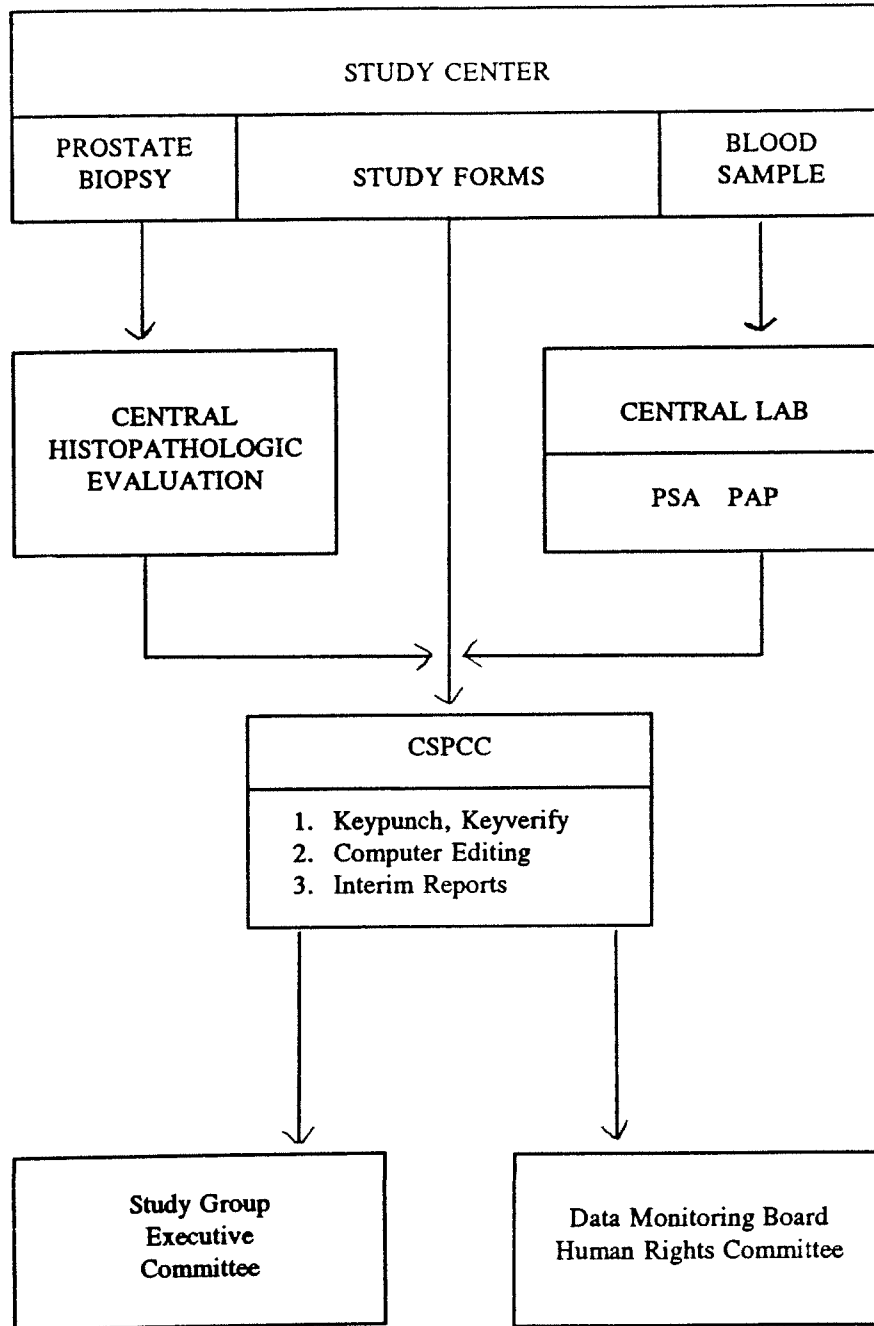 STUDY CENTER
PROSTATE
BIOPSY
STUDY FORMS
BLOOD
SAMPLE
CENTRAL
HISTOPATHOLOGIC
EVALUATION
CENTRAL LAB
PSA PAP
CSPCC
1. Keypunch, Keyverify
2. Computer Editing
3. Interim Reports
Study Group
Executive
Committee
Data Monitoring Board
Human Rights Committee